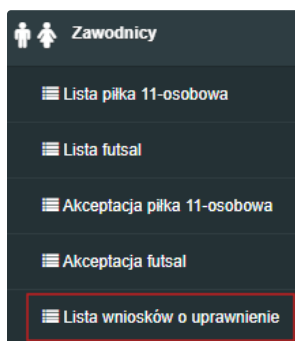 Zawodnicy
Lista piłka 11-osobowa
Lista futsal
Akceptacja piłka 11-osobowa
Akceptacja futsal
Lista wniosków o uprawnienie